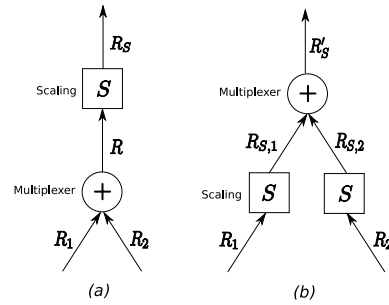 R_S
Scaling
S
R
Multiplexer
+
R_1
R_2
(a)
R'_S
Multiplexer
+
R_{S,1}
R_{S,2}
Scaling
S
S
R_1
R_2
(b)